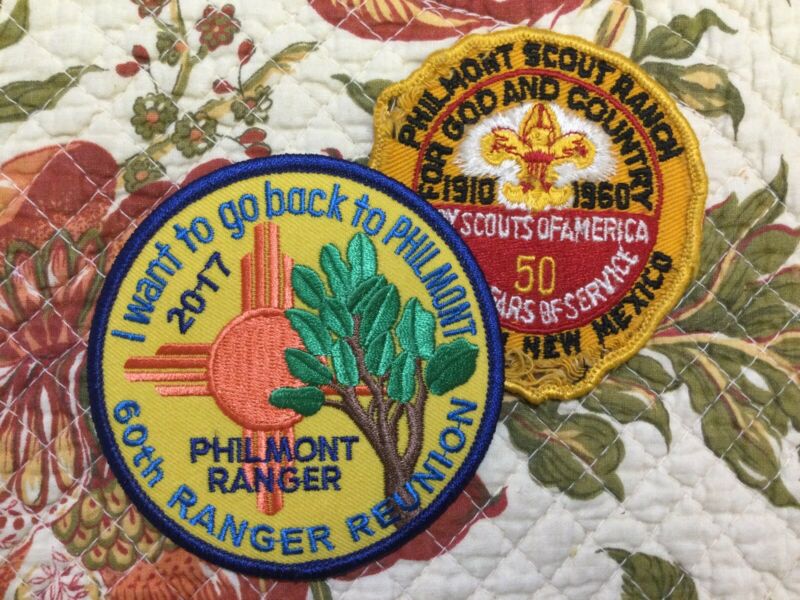 I want to go back to PHILMONT
2017
PHILMONT
RANGER
60th RANGER REUNION
PHILMONT SCOUT RANCH
FOR GOD AND COUNTRY
1910 1960
SCOUTS OF AMERICA
50
OF SERVICE
NEW MEXICO